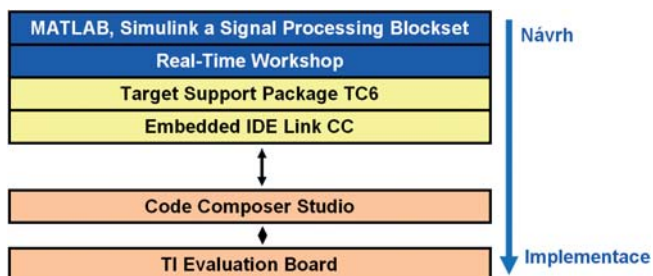 MATLAB, Simulink a Signal Processing Blockset
Real-Time Workshop
Target Support Package TC6
Embedded IDE Link CC
Code Composer Studio
TI Evaluation Board
Návrh
Implementace